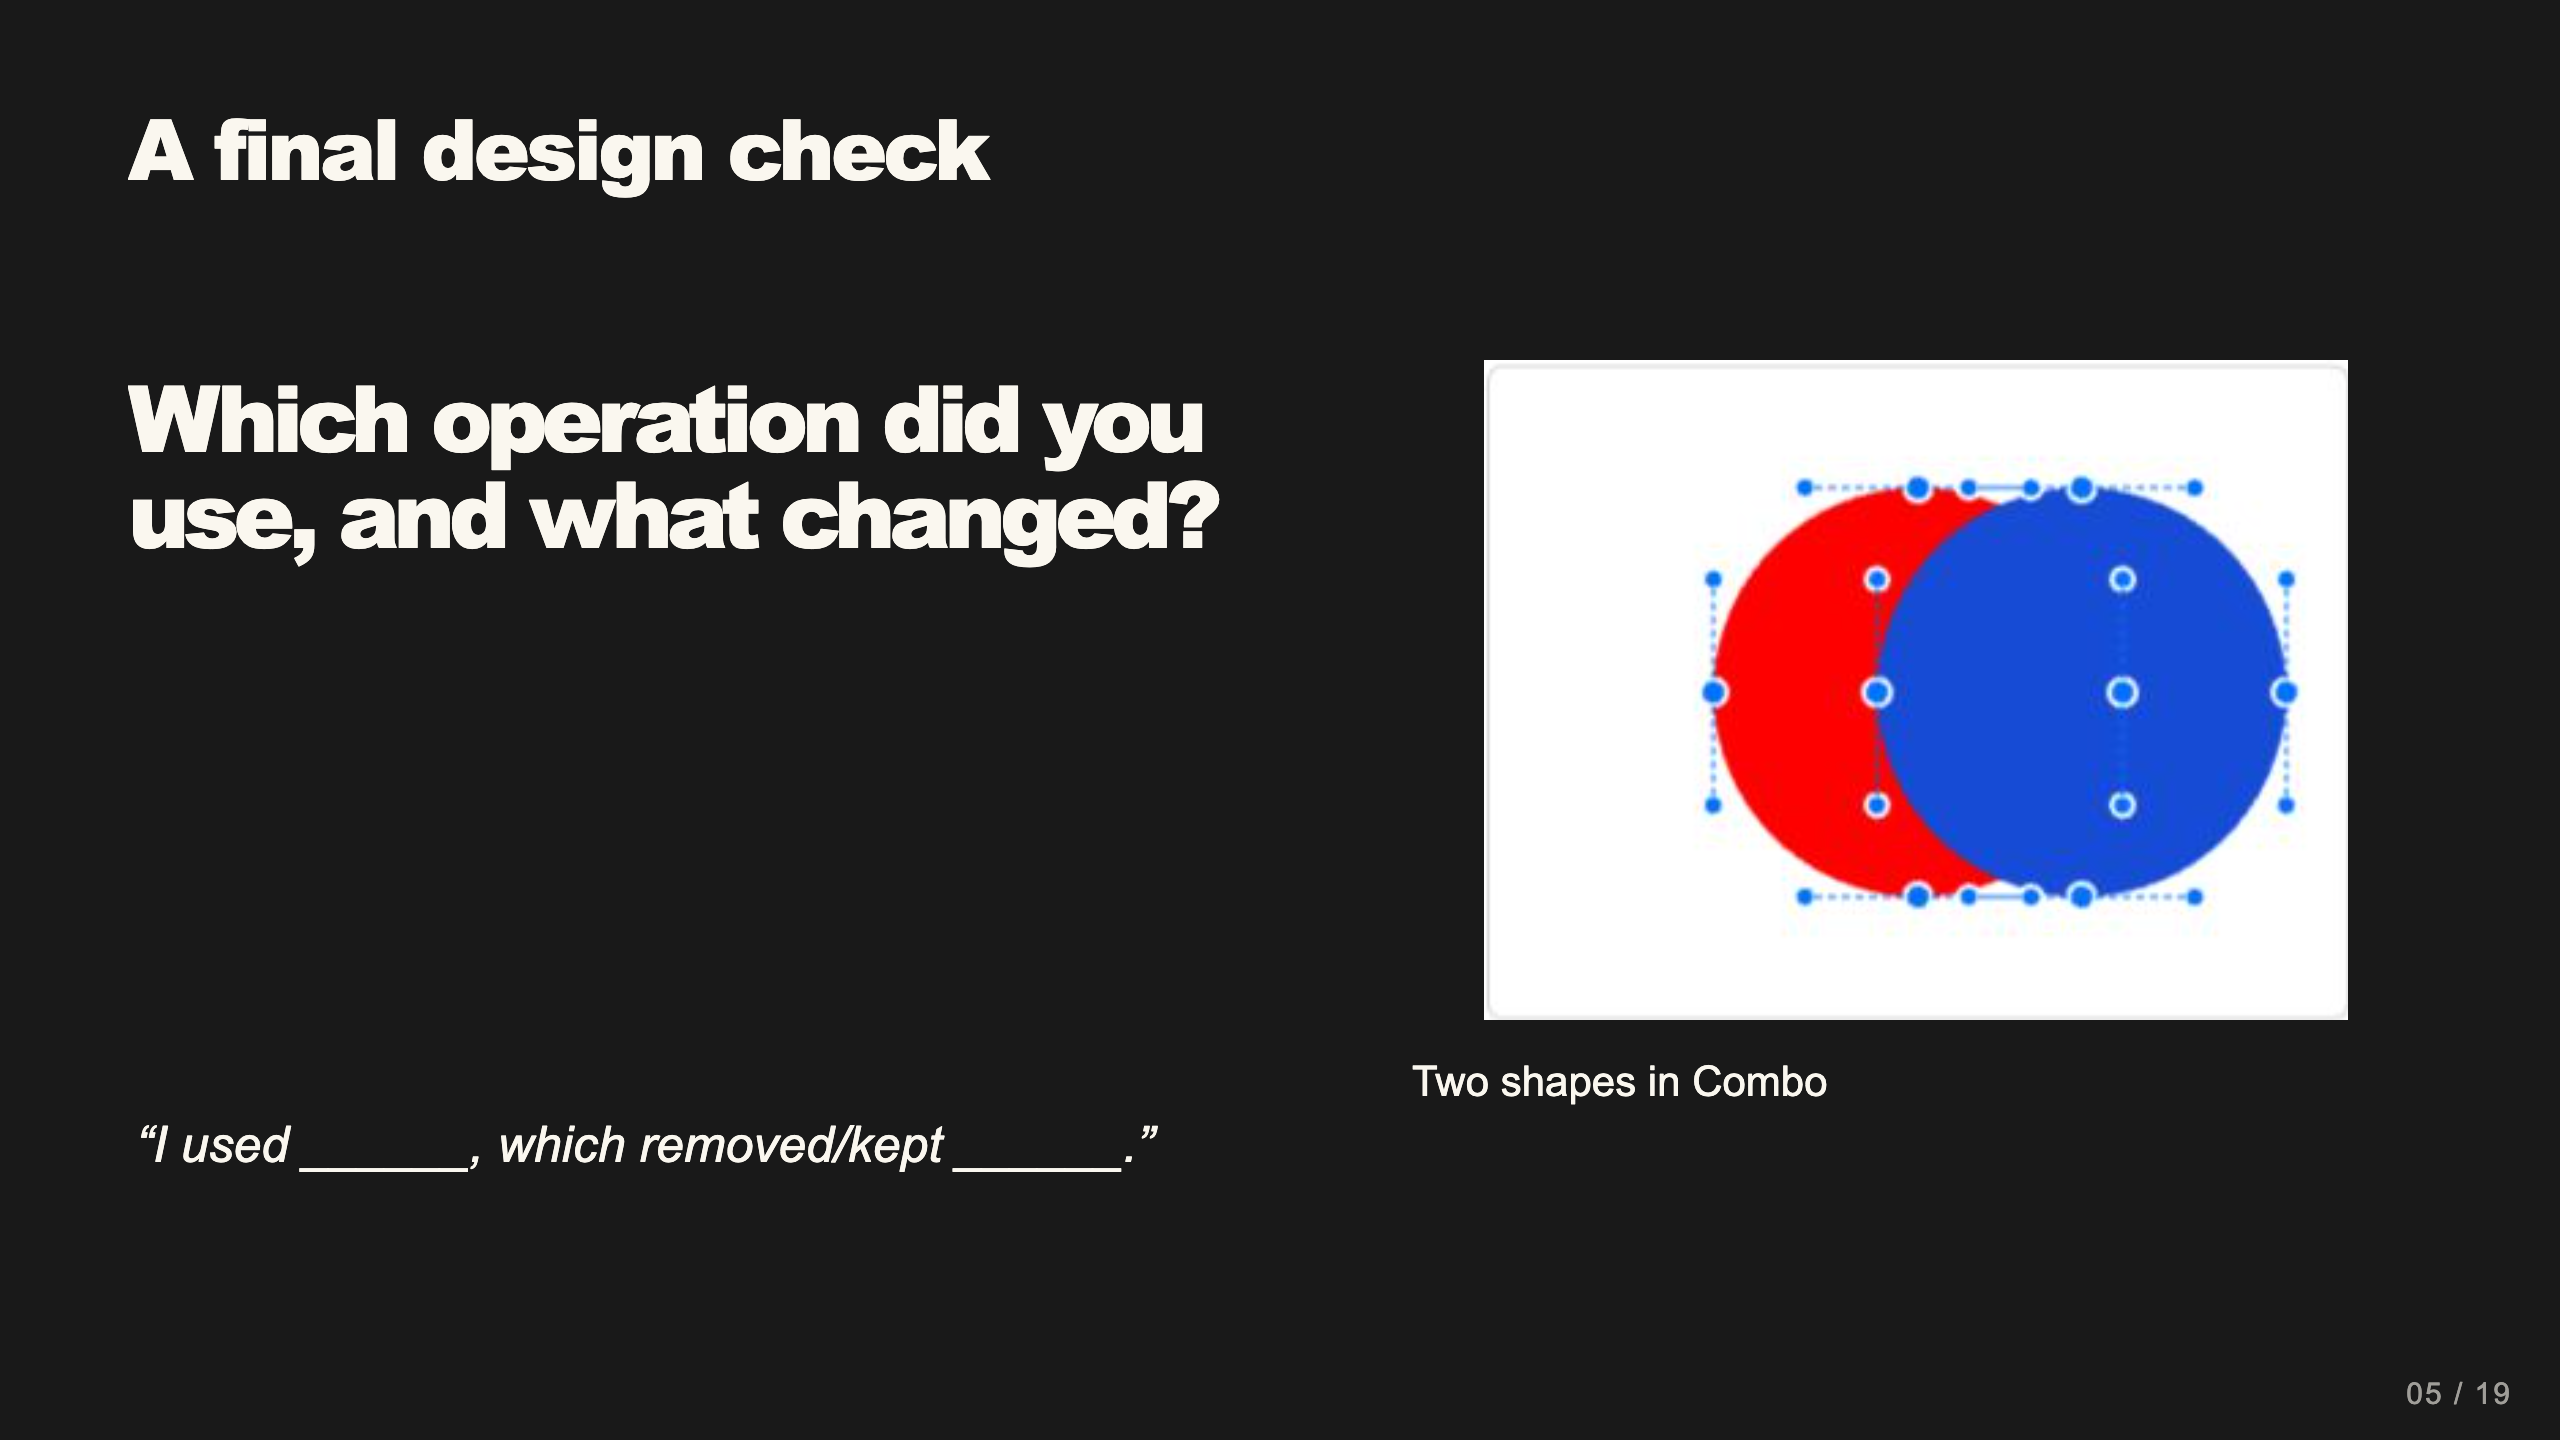 A final design check
Which operation did you
use, and what changed?
“I used ______, which removed/kept ______.”
Two shapes in Combo
05 / 19